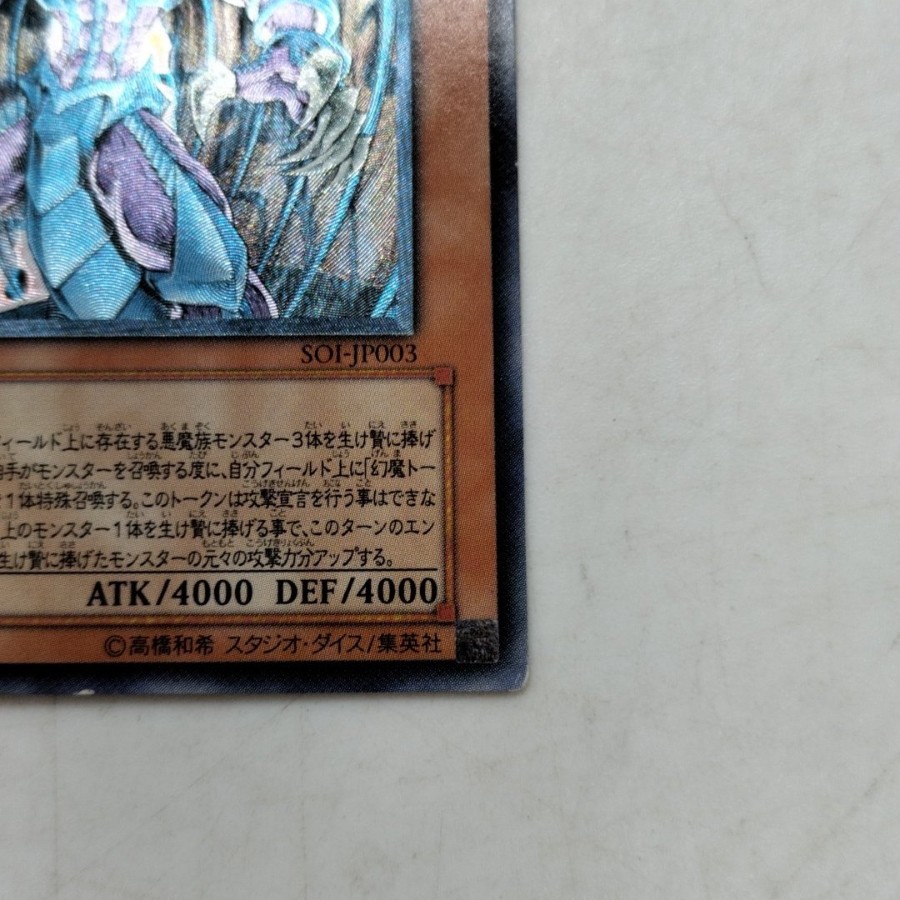 SOI-JP003
ィールド上に存在する悪魔族モンスター3体を生け贄に捧げ
手がモンスターを召喚する度に、自分フィールド上に「幻魔トー
1体特殊召喚する。このトークンは攻撃宣言を行う事はできな
上のモンスター1体を生け贄に捧げる事で、このターンのエン
生け贄に捧げたモンスターの元々の攻撃力分アップする。
ATK/4000 DEF/4000
©高橋和希 スタジオ・ダイス/集英社